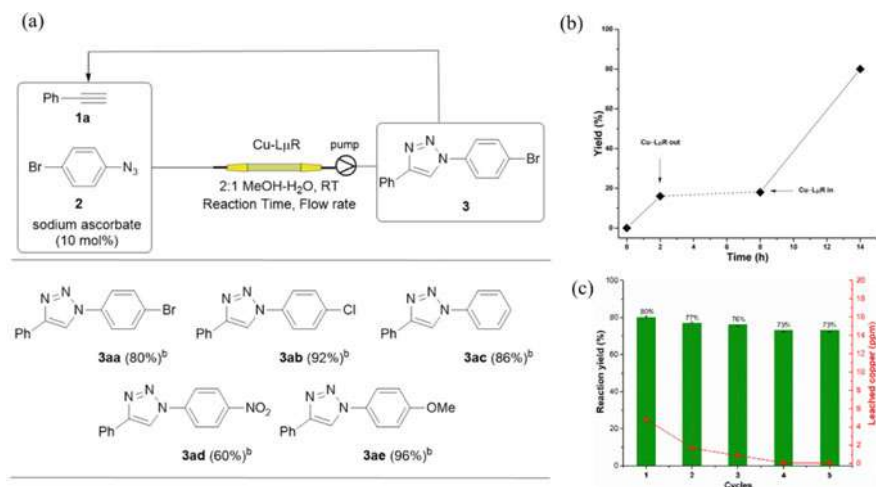 (a)
Ph
1a
Br
N3
2
sodium ascorbate
(10 mol%)
Cu-LμR
pump
2:1 MeOH-H2O, RT
Reaction Time, Flow rate
N
N
N
Br
Ph
3
N
N
N
Br
Ph
3aa (80%)b
N
N
N
Cl
Ph
3ab (92%)b
N
N
N
Ph
3ac (86%)b
N
N
N
NO2
Ph
3ad (60%)b
N
N
N
OMe
Ph
3ae (96%)b
(b)
Yield (%)
80
60
40
20
0
Cu-LμR out
Cu-LμR in
0 2 4 6 8 10 12 14
Time (h)
(c)
Reaction yield (%)
100
80
60
40
20
0
80% 77% 76% 73% 73%
1 2 3 4 5
Cycles
20
18
16
14
12
10
8
6
4
2
0
Leached copper (ppm)